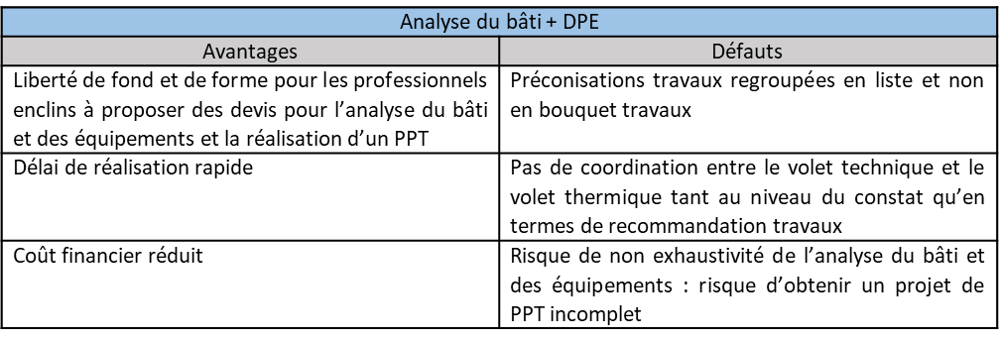 Analyse du bâti + DPE
Avantages
Défauts
Liberté de fond et de forme pour les professionnels
enclins à proposer des devis pour l'analyse du bâti
et des équipements et la réalisation d'un PPT
Préconisations travaux regroupées en liste et non
en bouquet travaux
Délai de réalisation rapide
Pas de coordination entre le volet technique et le
volet thermique tant au niveau du constat qu'en
termes de recommandation travaux
Coût financier réduit
Risque de non exhaustivité de l'analyse du bâti et
des équipements : risque d'obtenir un projet de
PPT incomplet